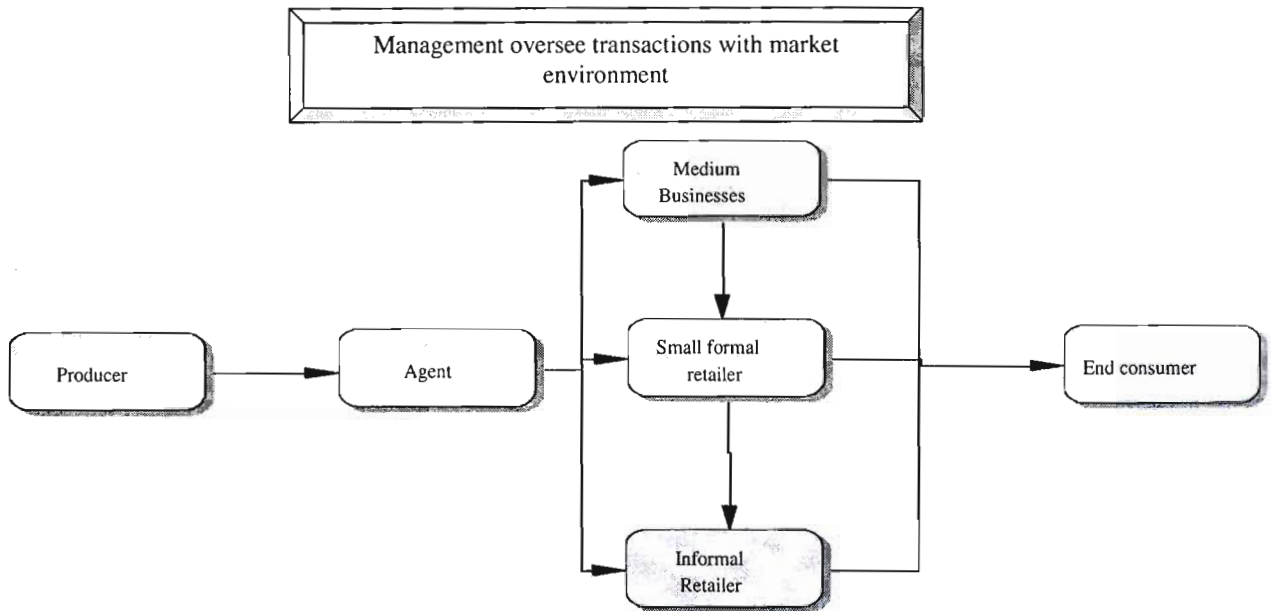 Management oversee transactions with market
environment
Medium
Businesses
Producer
Agent
Small formal
retailer
End consumer
Informal
Retailer